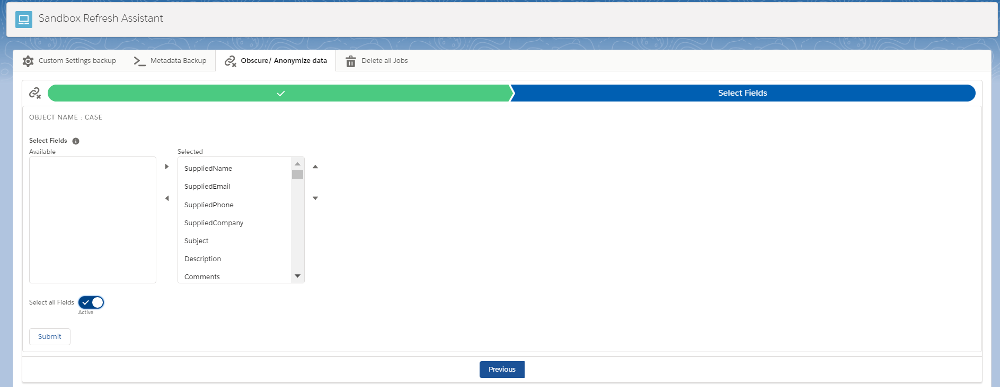 Sandbox Refresh Assistant
Custom Settings backup
Metadata Backup
Obscure/ Anonymize data
Delete all Jobs
Select Fields
OBJECT NAME : CASE
Select Fields
Available
Selected
SuppliedName
SuppliedEmail
SuppliedPhone
SuppliedCompany
Subject
Description
Comments
Select all Fields
Active
Submit
Previous